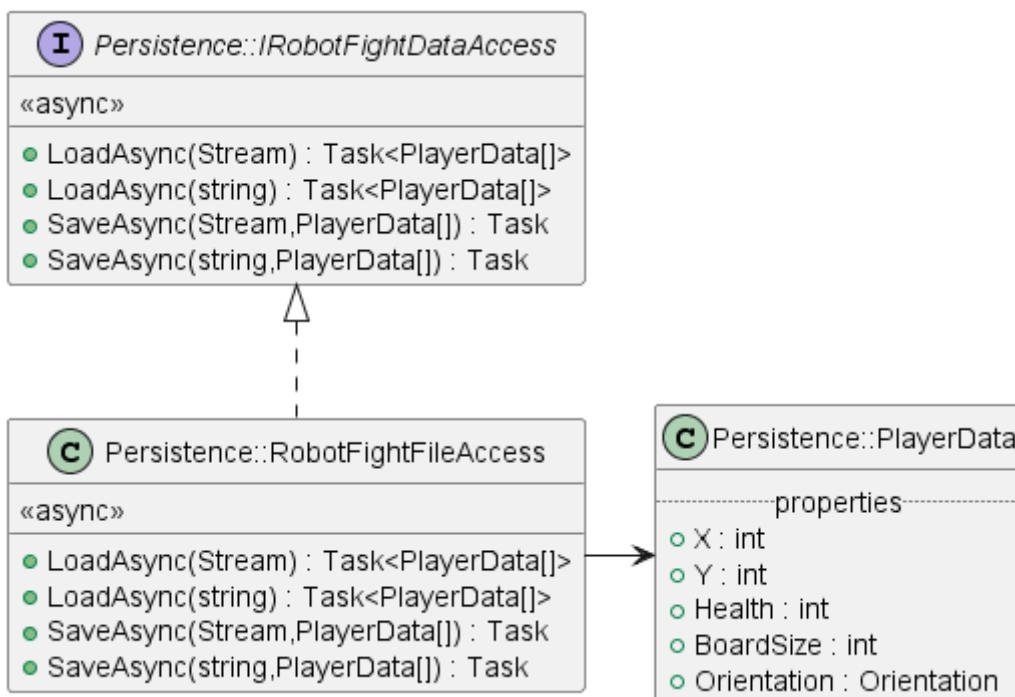 I Persistence::IRobotFightDataAccess
«async»
LoadAsync(Stream) : Task<PlayerData[]>
LoadAsync(string) : Task<PlayerData[]>
SaveAsync(Stream,PlayerData[]) : Task
SaveAsync(string,PlayerData[]) : Task
C Persistence::RobotFightFileAccess
«async»
LoadAsync(Stream) : Task<PlayerData[]>
LoadAsync(string) : Task<PlayerData[]>
SaveAsync(Stream,PlayerData[]) : Task
SaveAsync(string,PlayerData[]) : Task
C Persistence::PlayerData
properties
X : int
Y : int
Health : int
BoardSize : int
Orientation : Orientation